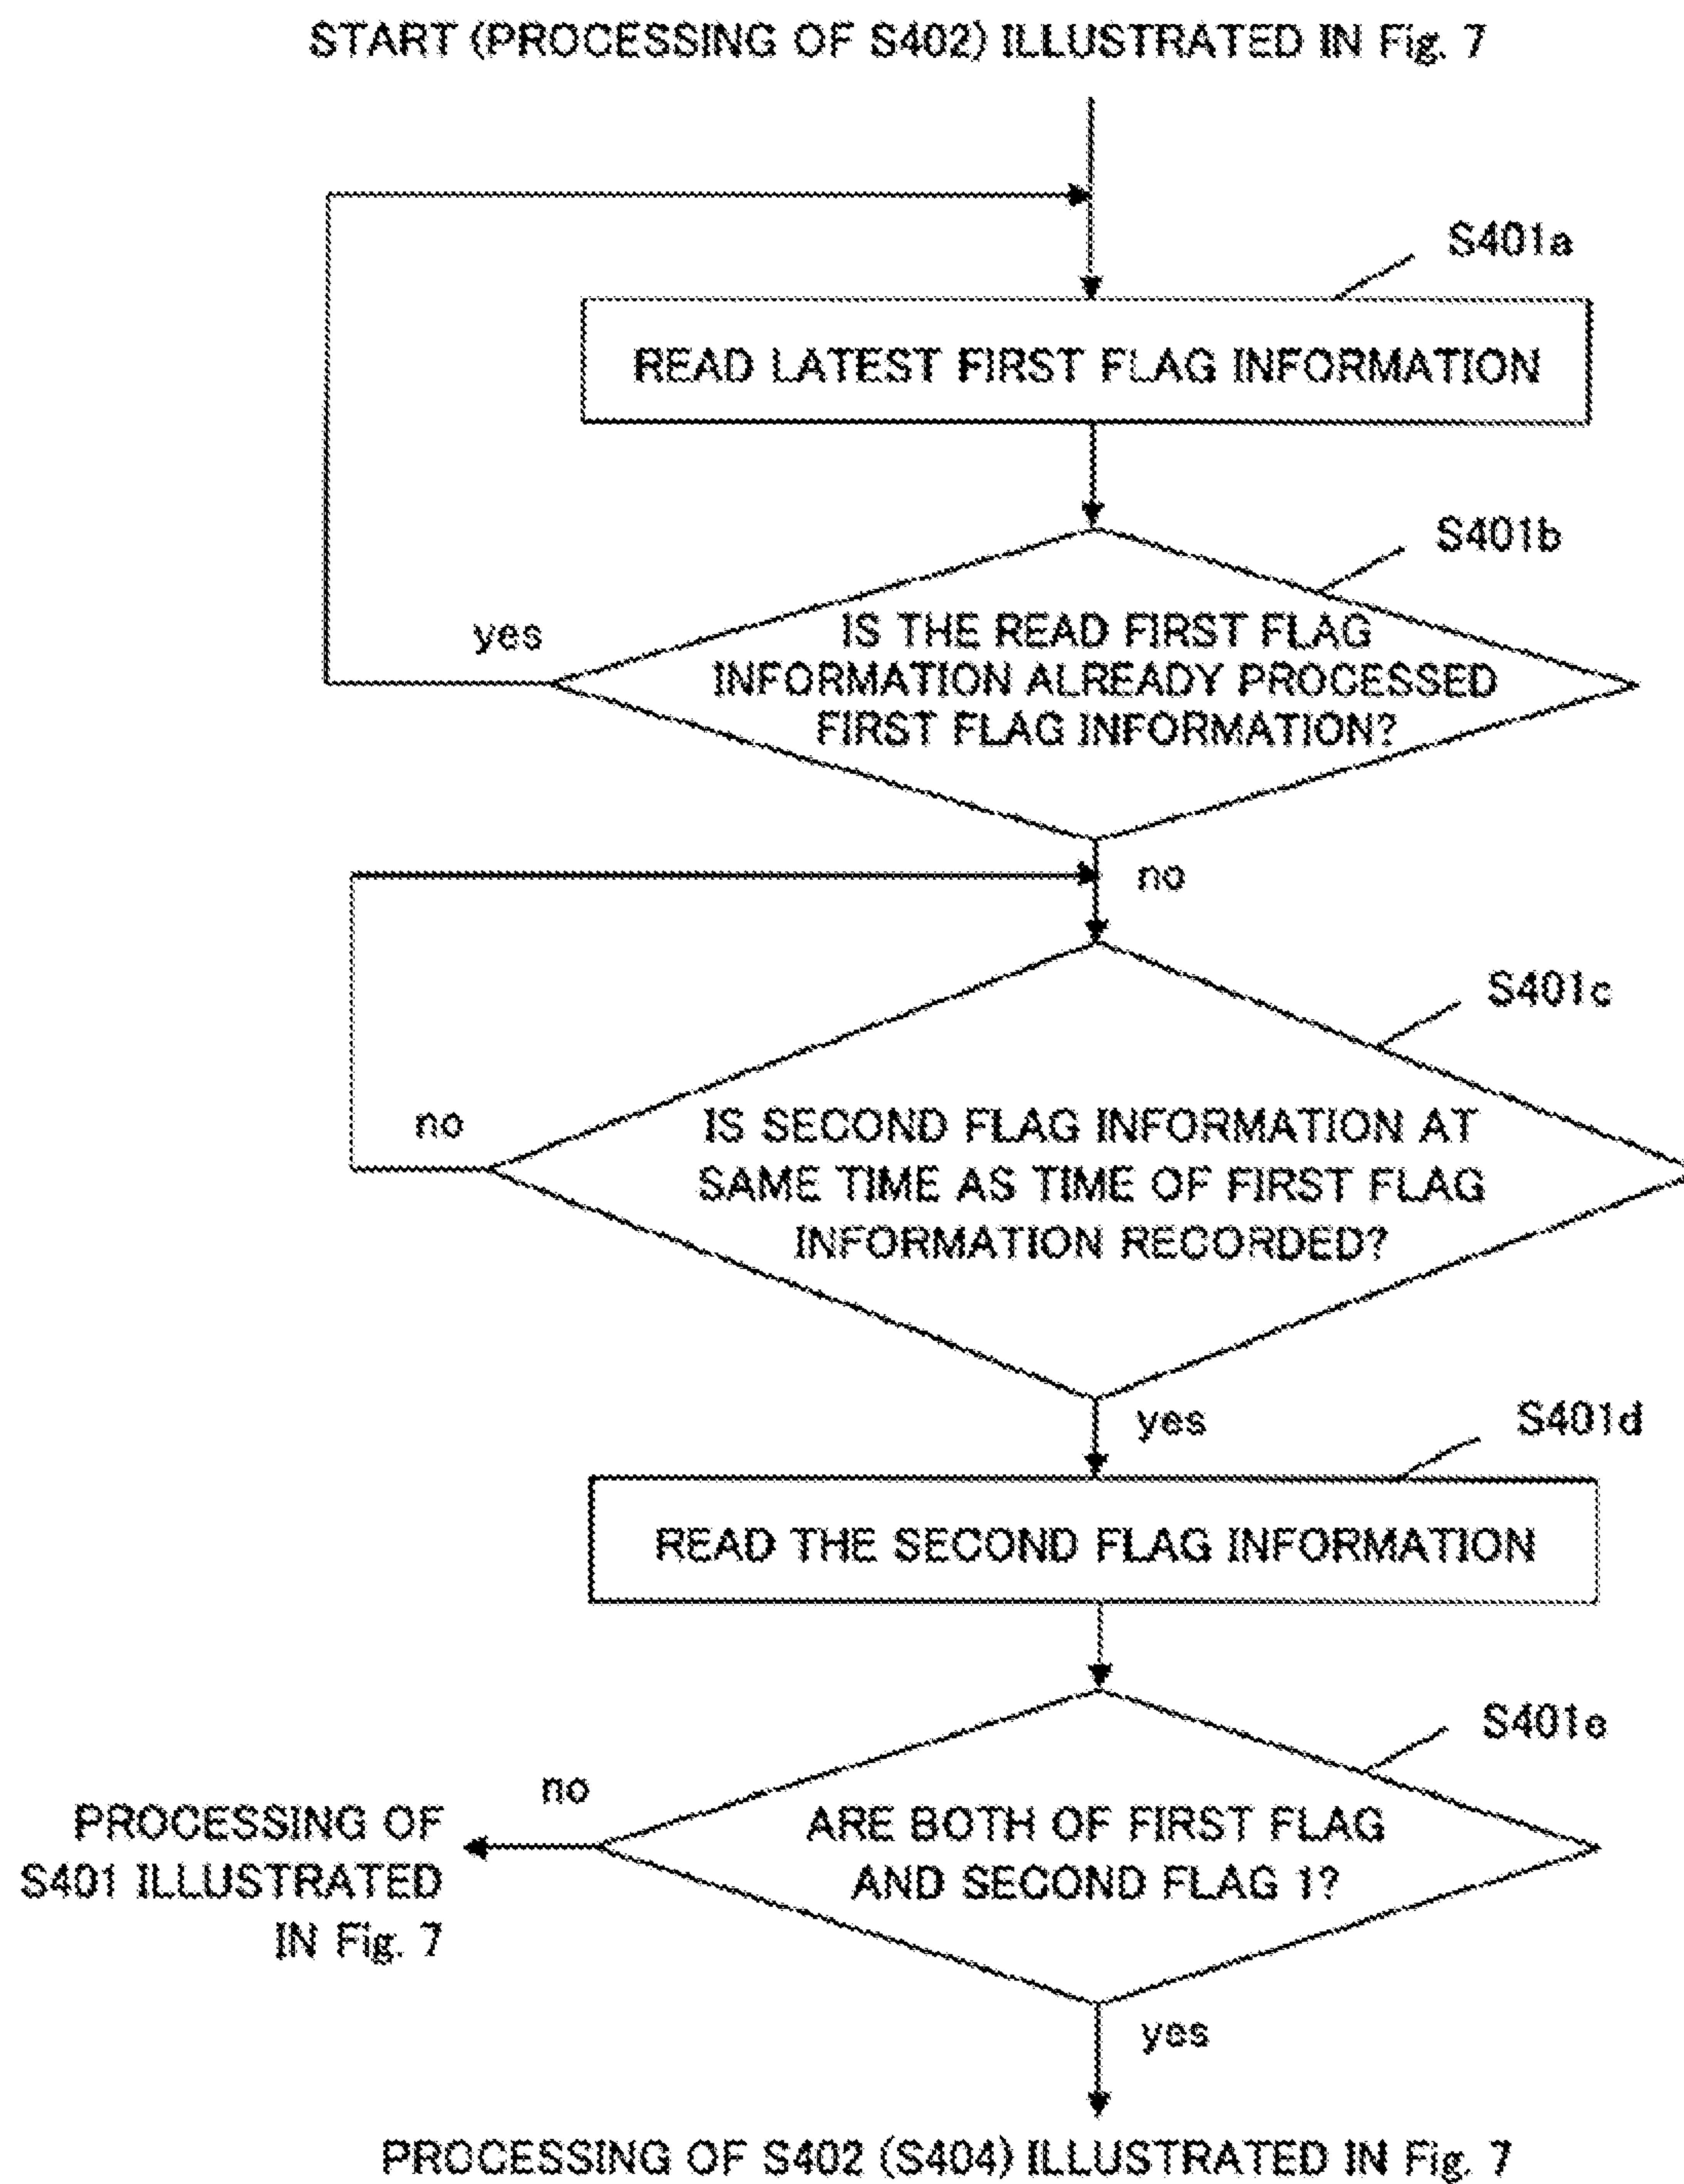 START (PROCESSING OF S402) ILLUSTRATED IN Fig. 7
S401a
READ LATEST FIRST FLAG INFORMATION
S401b
yes
IS THE READ FIRST FLAG
INFORMATION ALREADY PROCESSED
FIRST FLAG INFORMATION?
no
S401c
no
IS SECOND FLAG INFORMATION AT
SAME TIME AS TIME OF FIRST FLAG
INFORMATION RECORDED?
yes
S401d
READ THE SECOND FLAG INFORMATION
S401e
no
ARE BOTH OF FIRST FLAG
AND SECOND FLAG 1?
PROCESSING OF
S401 ILLUSTRATED
IN Fig. 7
yes
PROCESSING OF S402 (S404) ILLUSTRATED IN Fig. 7